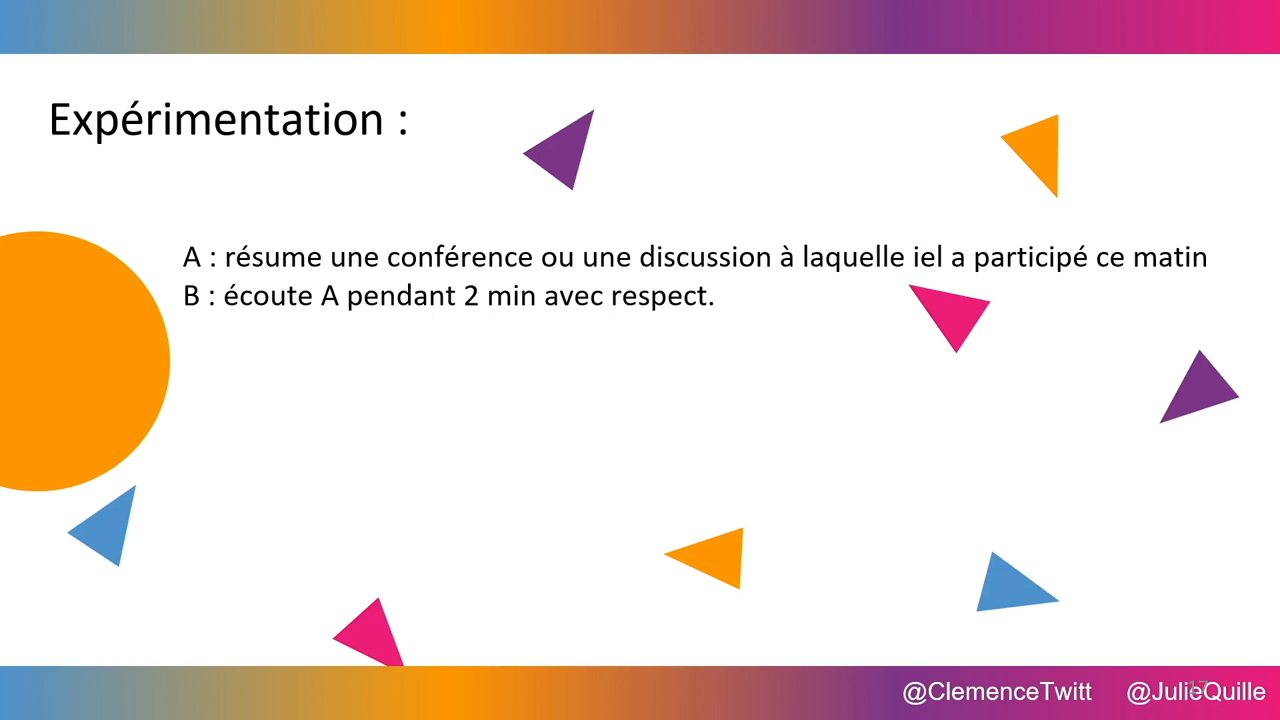 Expérimentation :
A : résume une conférence ou une discussion à laquelle iel a participé ce matin
B : écoute A pendant 2 min avec respect.
@ClemenceTwitt @JulieQuille
17